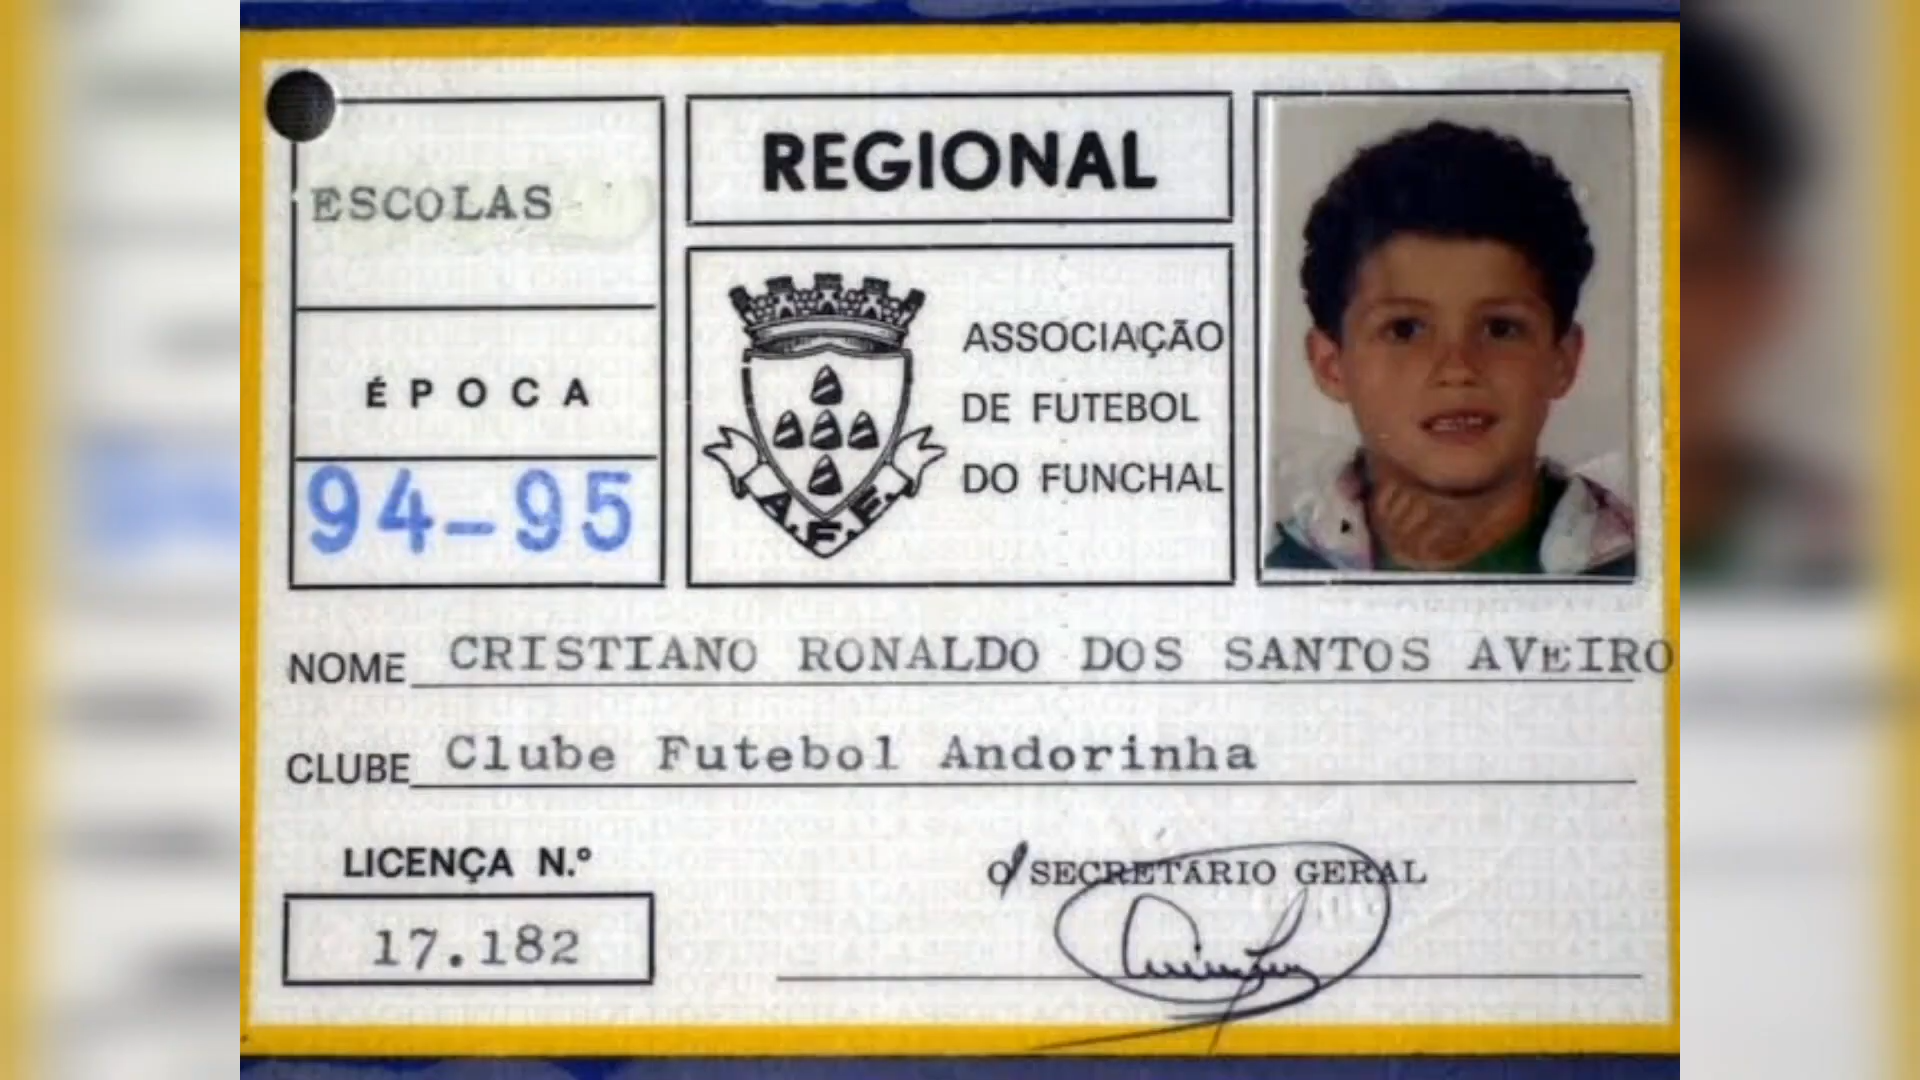 ESCOLAS
ÉPOCA
94-95
REGIONAL
A.F.F.
ASSOCIAÇÃO
DE FUTEBOL
DO FUNCHAL
NOME CRISTIANO RONALDO DOS SANTOS AVEIRO
CLUBE Clube Futebol Andorinha
LICENÇA N.º
17.182
O SECRETÁRIO GERAL